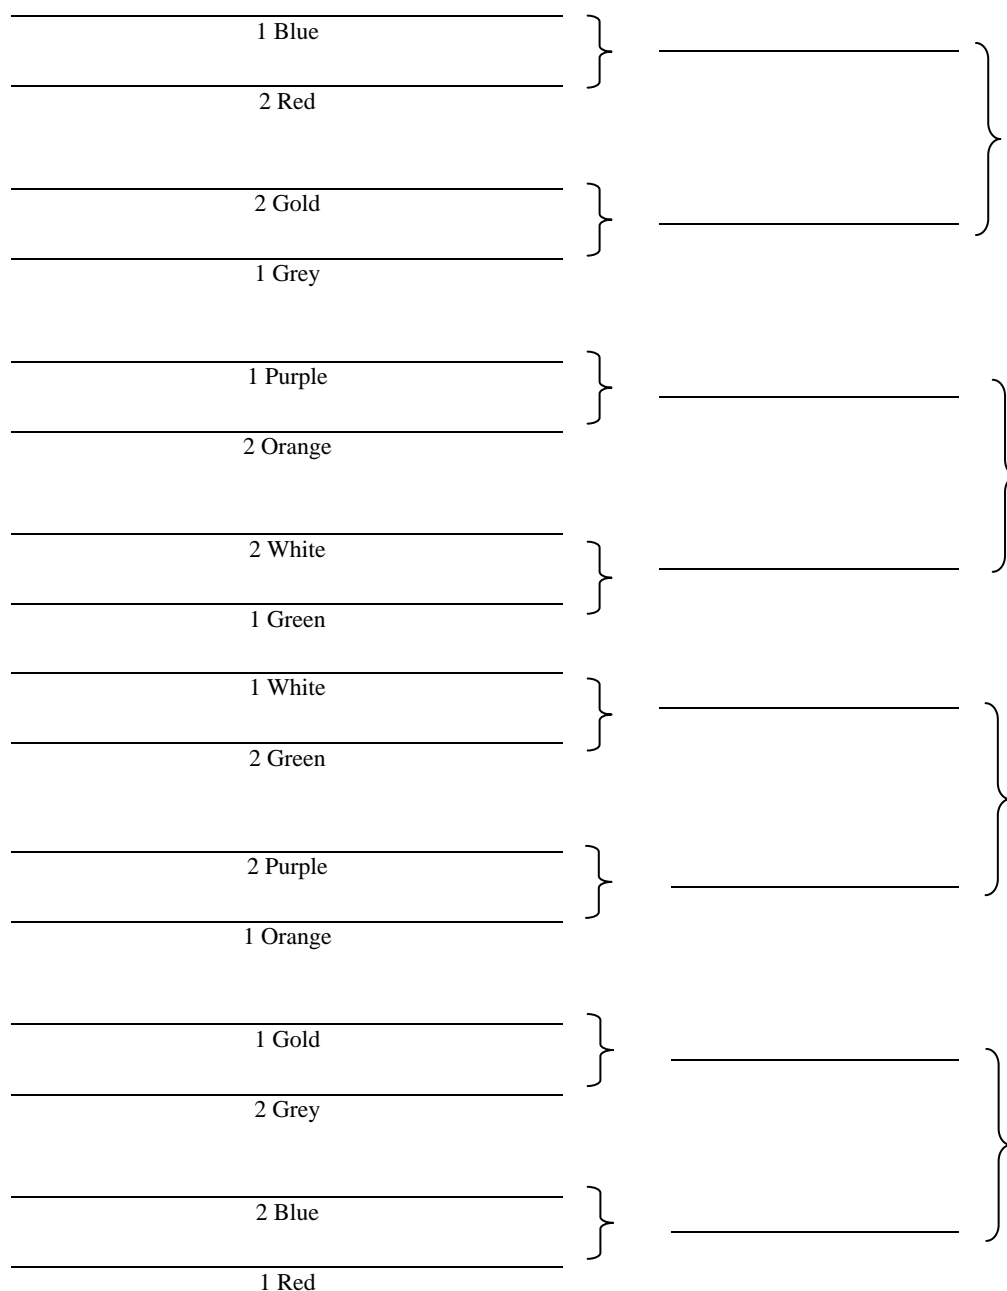 1 Blue
2 Red
2 Gold
1 Grey
1 Purple
2 Orange
2 White
1 Green
1 White
2 Green
2 Purple
1 Orange
1 Gold
2 Grey
2 Blue
1 Red